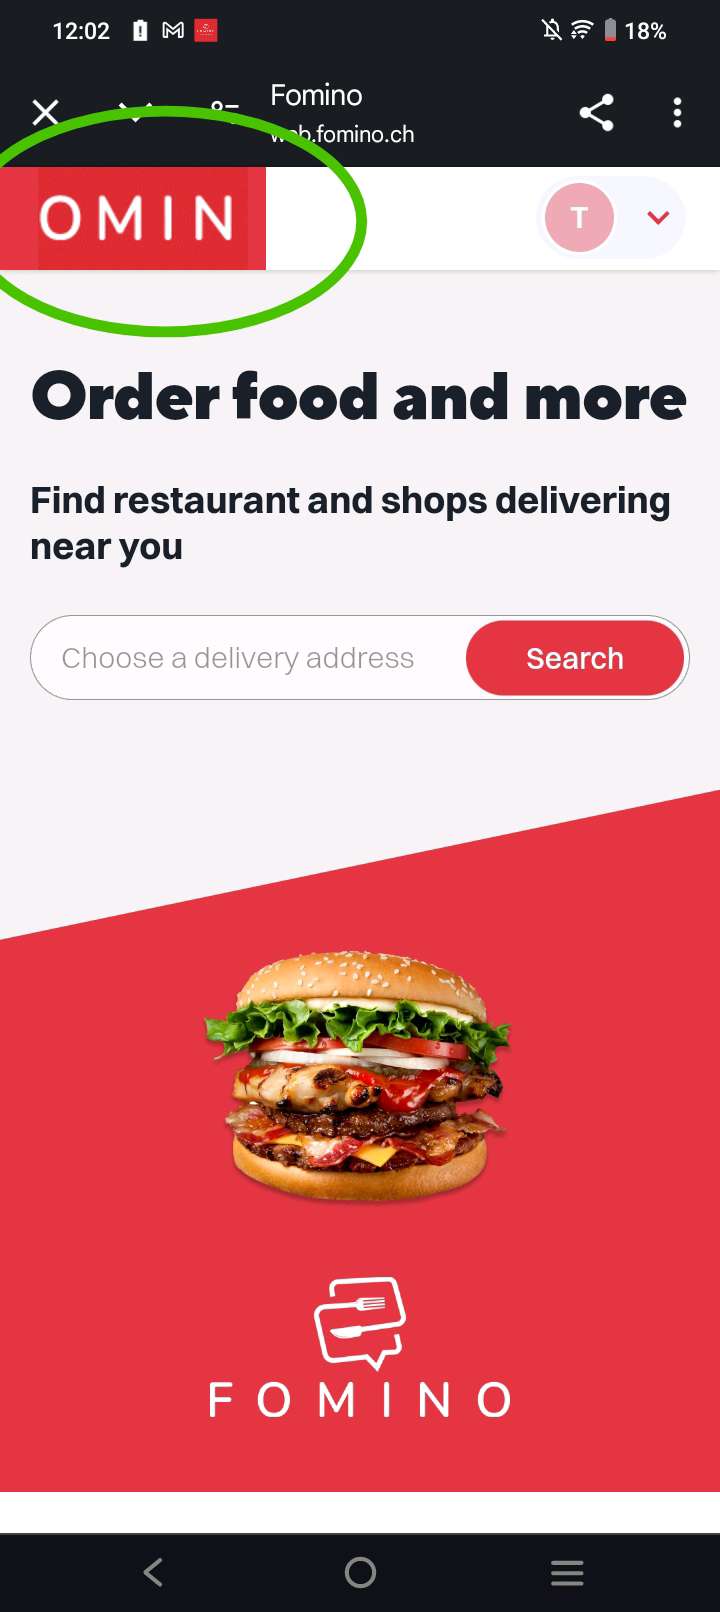 12:02
18%
Fomino
web.fomino.ch
OMIN
T
Order food and more
Find restaurant and shops delivering
near you
Choose a delivery address
Search
FOMINO